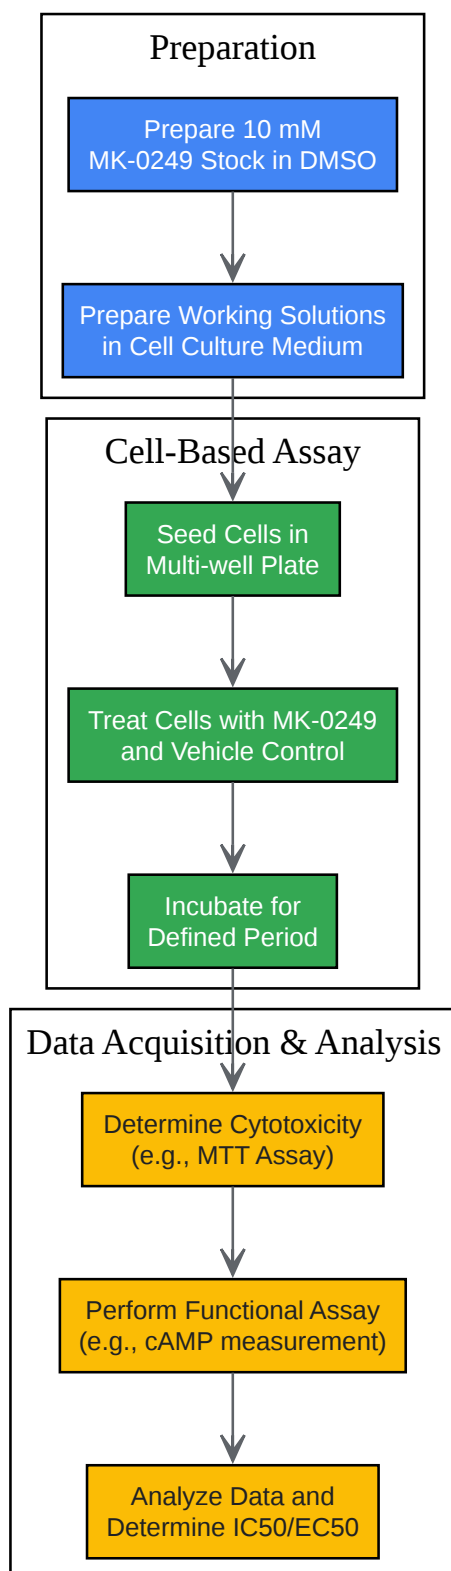 Preparation
Prepare 10 mM
MK-0249 Stock in DMSO
Prepare Working Solutions
in Cell Culture Medium
Cell-Based Assay
Seed Cells in
Multi-well Plate
Treat Cells with MK-0249
and Vehicle Control
Incubate for
Defined Period
Data Acquisition & Analysis
Determine Cytotoxicity
(e.g., MTT Assay)
Perform Functional Assay
(e.g., cAMP measurement)
Analyze Data and
Determine IC50/EC50